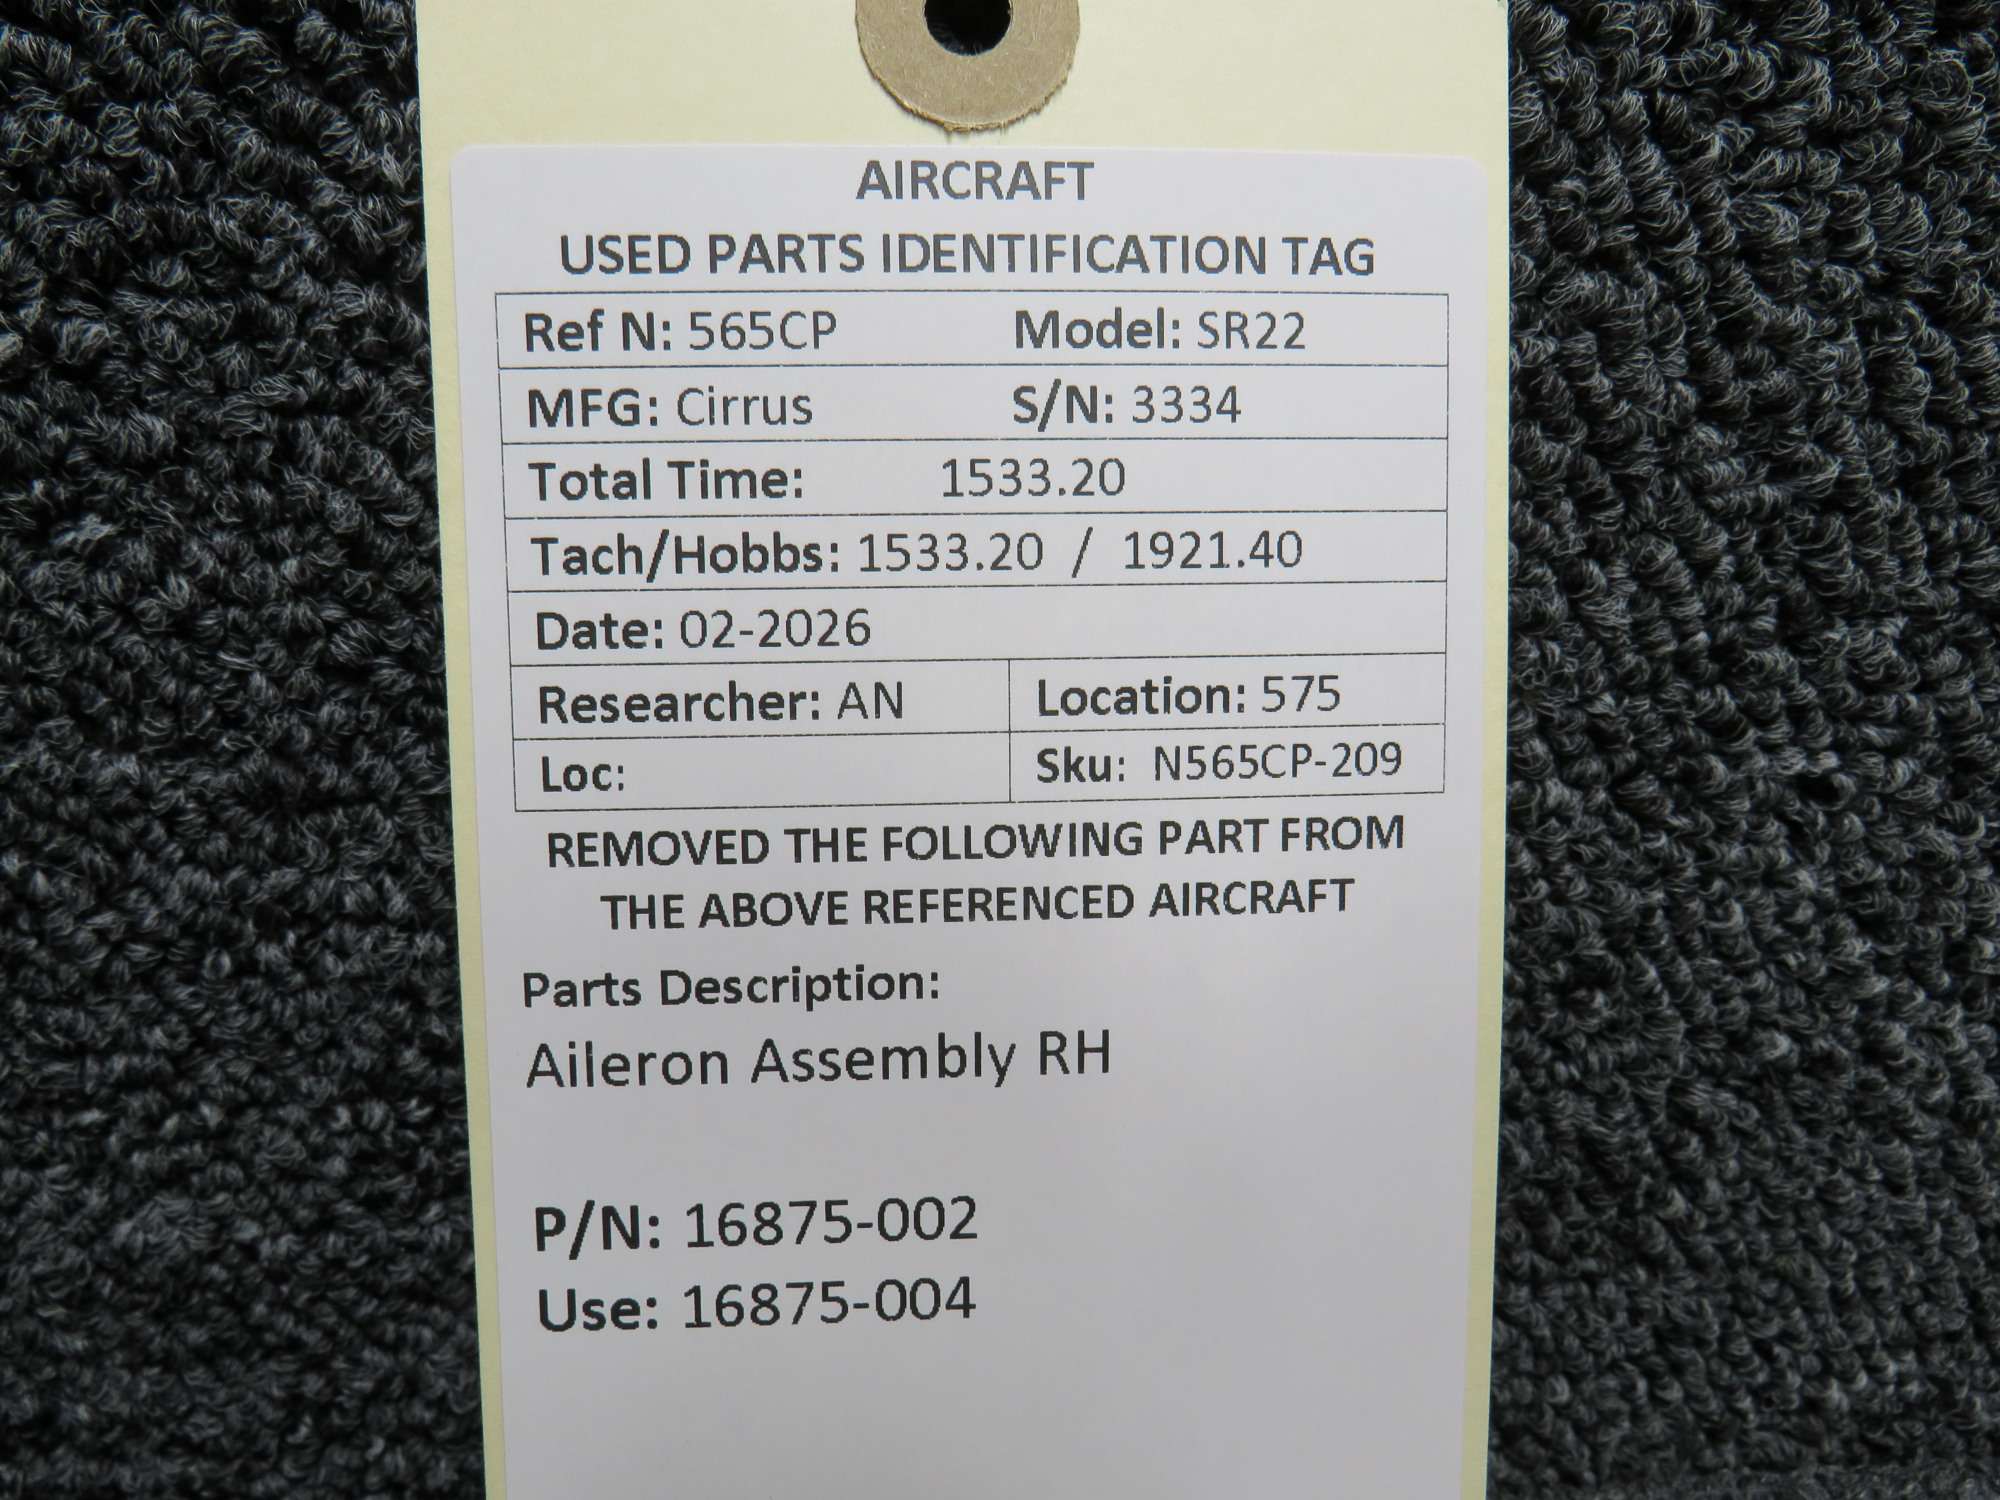 AIRCRAFT
USED PARTS IDENTIFICATION TAG
Ref N: 565CP Model: SR22
MFG: Cirrus S/N: 3334
Total Time: 1533.20
Tach/Hobbs: 1533.20 / 1921.40
Date: 02-2026
Researcher: AN Location: 575
Loc: Sku: N565CP-209
REMOVED THE FOLLOWING PART FROM
THE ABOVE REFERENCED AIRCRAFT
Parts Description:
Aileron Assembly RH
P/N: 16875-002
Use: 16875-004